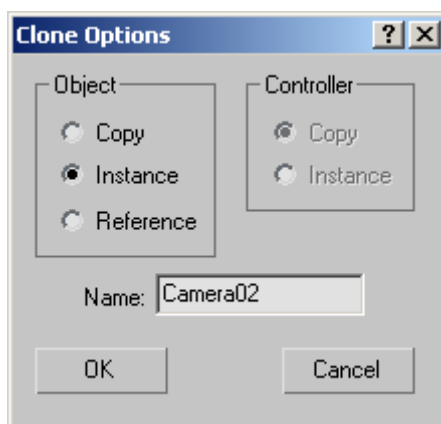 Clone Options
Object
Copy
Instance
Reference
Controller
Copy
Instance
Name: Camera02
OK
Cancel